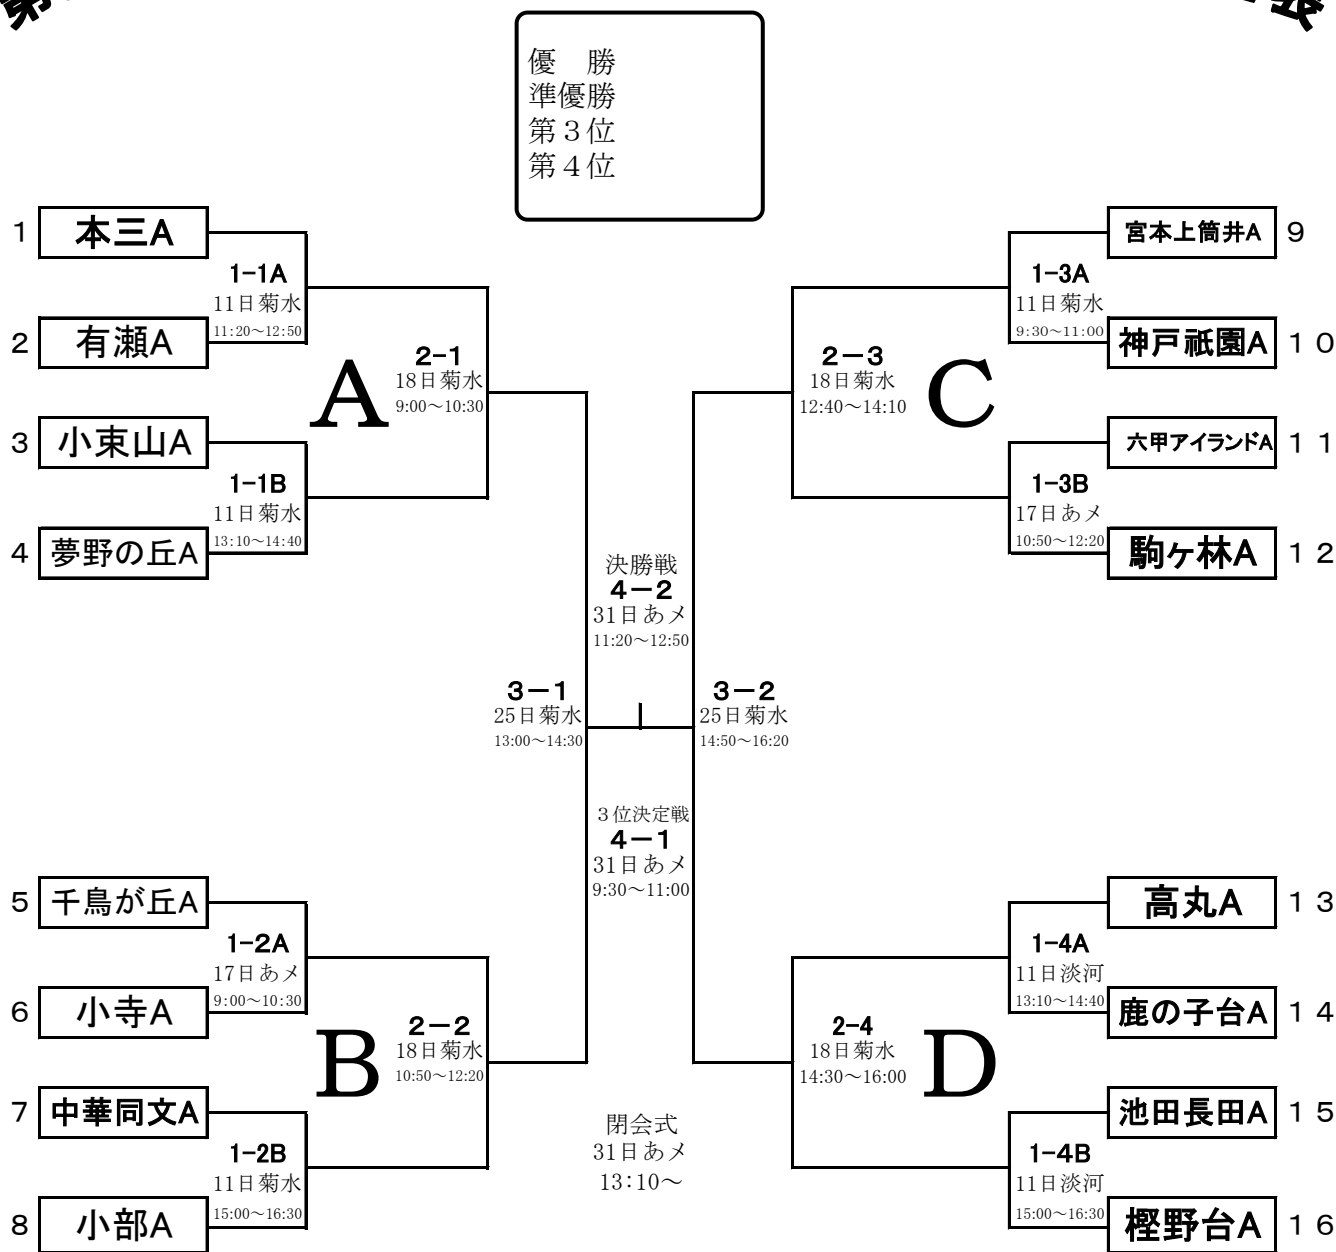 第
表
優　勝
準優勝
第３位
第４位
1 本三A
1-1A
11日菊水
11:20～12:50
2 有瀬A
A
2-1
18日菊水
9:00～10:30
3 小束山A
1-1B
11日菊水
13:10～14:40
4 夢野の丘A
宮本上筒井A 9
1-3A
11日菊水
9:30～11:00
神戸祇園A 10
2－3
18日菊水
12:40～14:10
C
六甲アイランドA 11
1-3B
17日あメ
10:50～12:20
駒ヶ林A 12
決勝戦
4－2
31日あメ
11:20～12:50
3－1
25日菊水
13:00～14:30
3－2
25日菊水
14:50～16:20
３位決定戦
4－1
31日あメ
9:30～11:00
5 千鳥が丘A
1-2A
17日あメ
9:00～10:30
6 小寺A
B
2－2
18日菊水
10:50～12:20
7 中華同文A
1-2B
11日菊水
15:00～16:30
8 小部A
高丸A 13
1-4A
11日淡河
13:10～14:40
鹿の子台A 14
2-4
18日菊水
14:30～16:00
D
池田長田A 15
1-4B
11日淡河
15:00～16:30
樫野台A 16
閉会式
31日あメ
13:10～